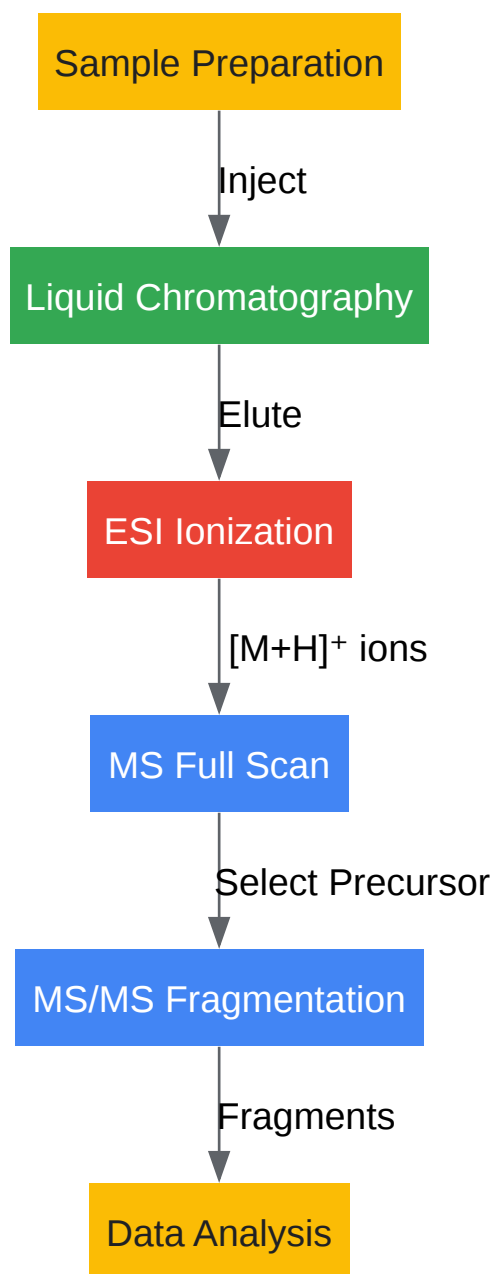 Sample Preparation
Inject
Liquid Chromatography
Elute
ESI Ionization
[M+H]⁺ ions
MS Full Scan
Select Precursor
MS/MS Fragmentation
Fragments
Data Analysis